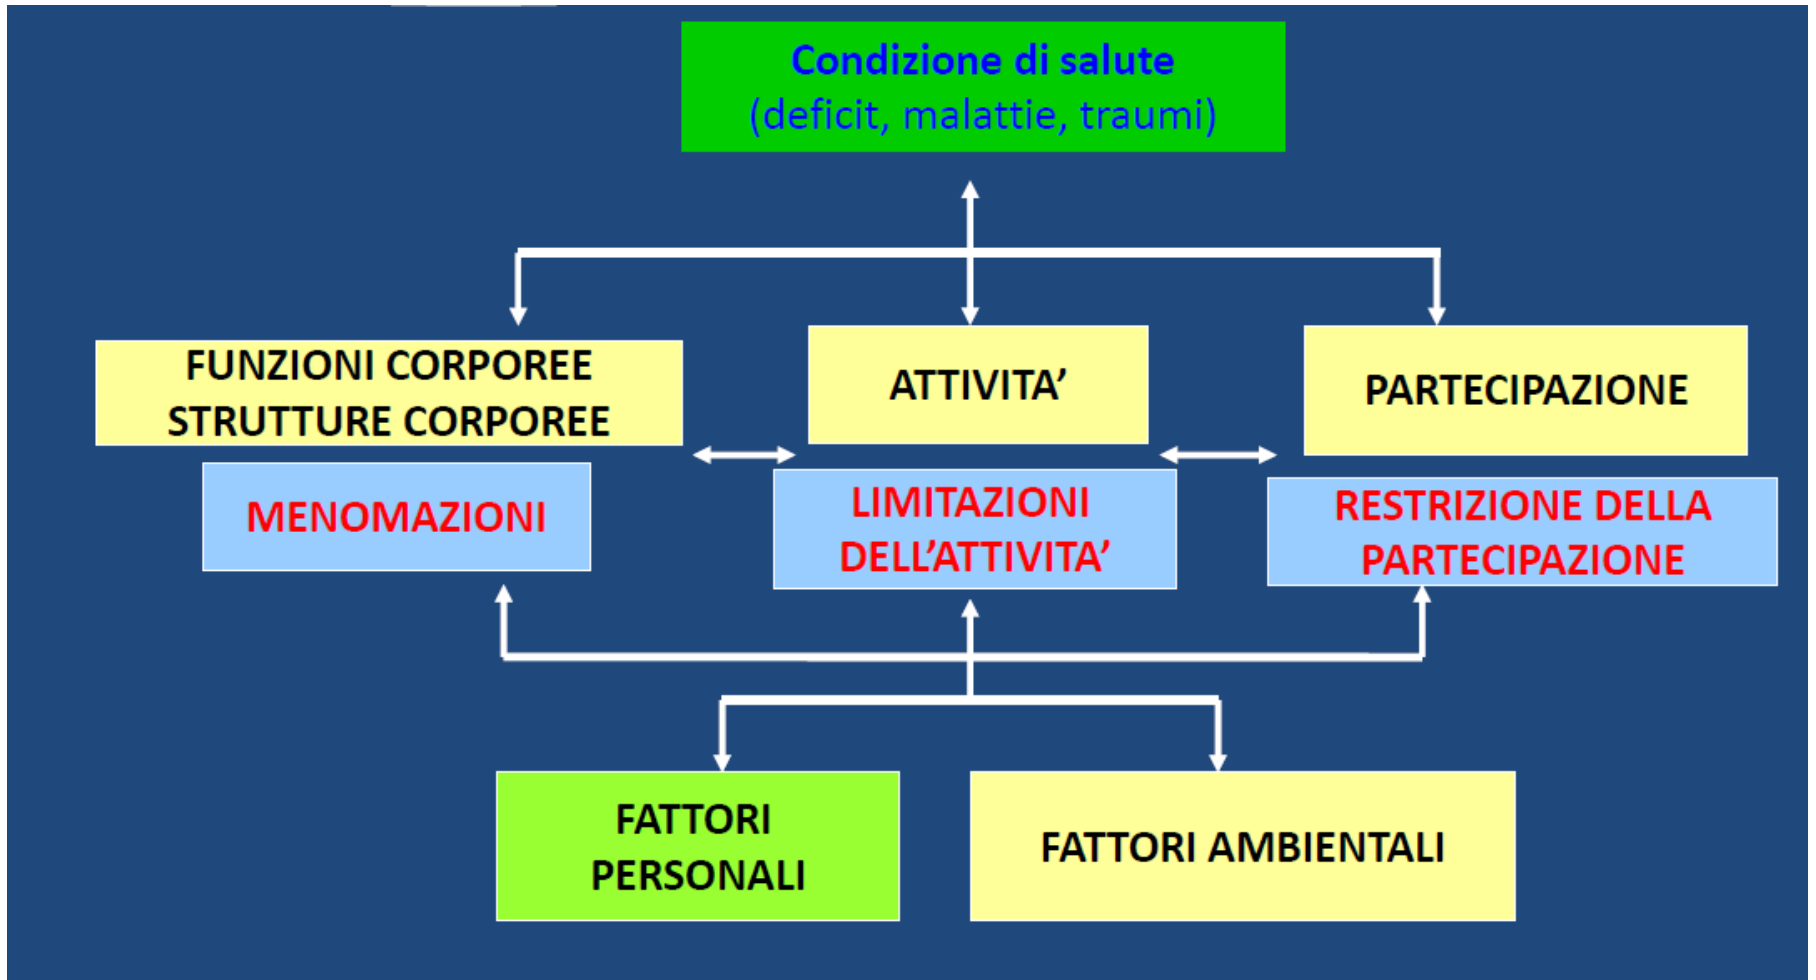 Condizione di salute
(deficit, malattie, traumi)
FUNZIONI CORPOREE
STRUTTURE CORPOREE
ATTIVITA’
PARTECIPAZIONE
MENOMAZIONI
LIMITAZIONI
DELL’ATTIVITA’
RESTRIZIONE DELLA
PARTECIPAZIONE
FATTORI
PERSONALI
FATTORI AMBIENTALI